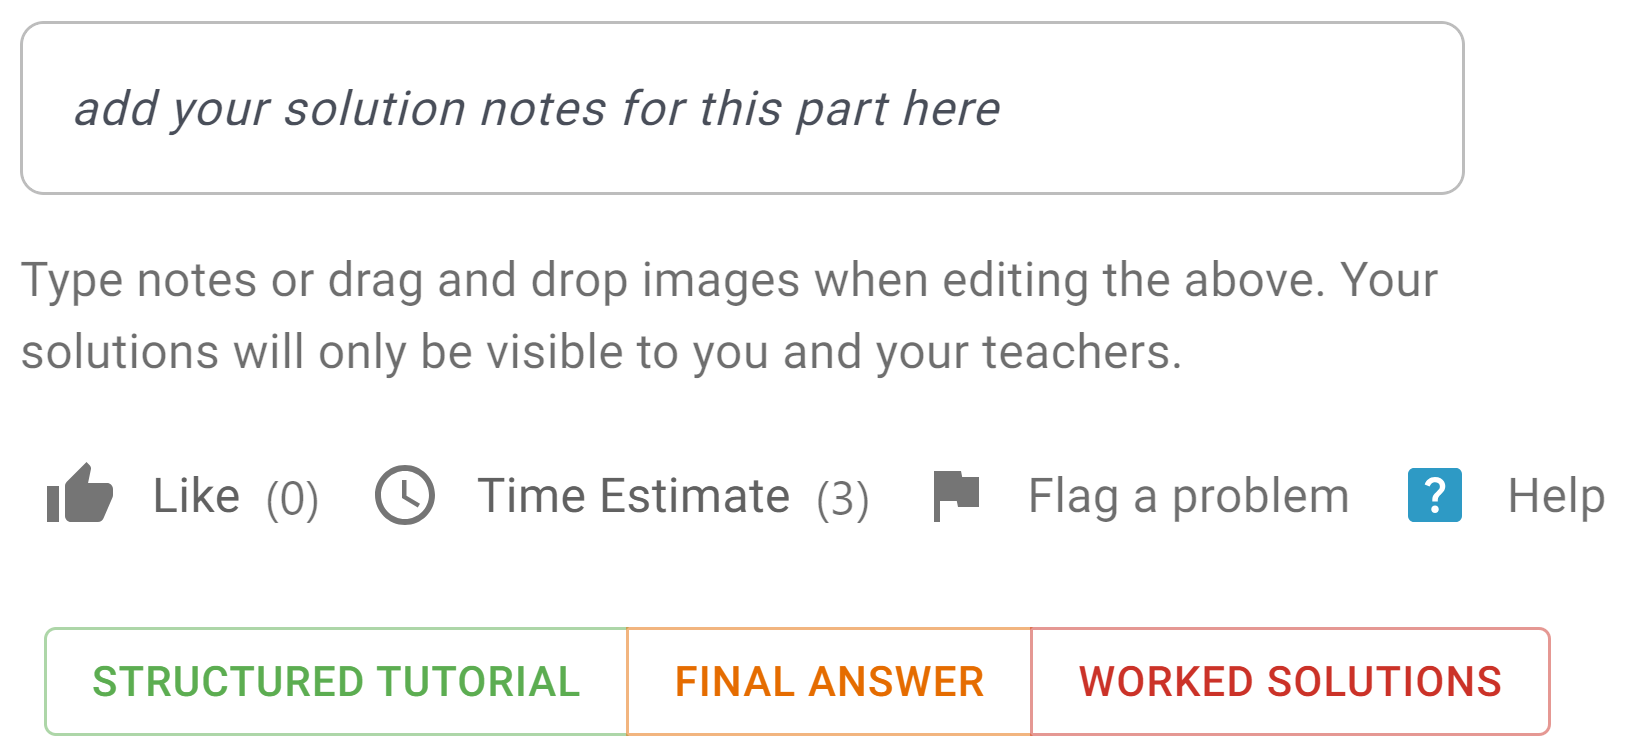 add your solution notes for this part here
Type notes or drag and drop images when editing the above. Your
solutions will only be visible to you and your teachers.
Like (0) Time Estimate (3) Flag a problem ? Help
STRUCTURED TUTORIAL FINAL ANSWER WORKED SOLUTIONS